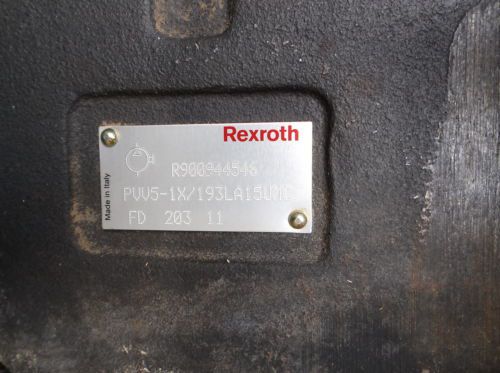 Rexroth
R900944546
PVV5-1X/193LA15UMC
FD 203 11
Made in Italy